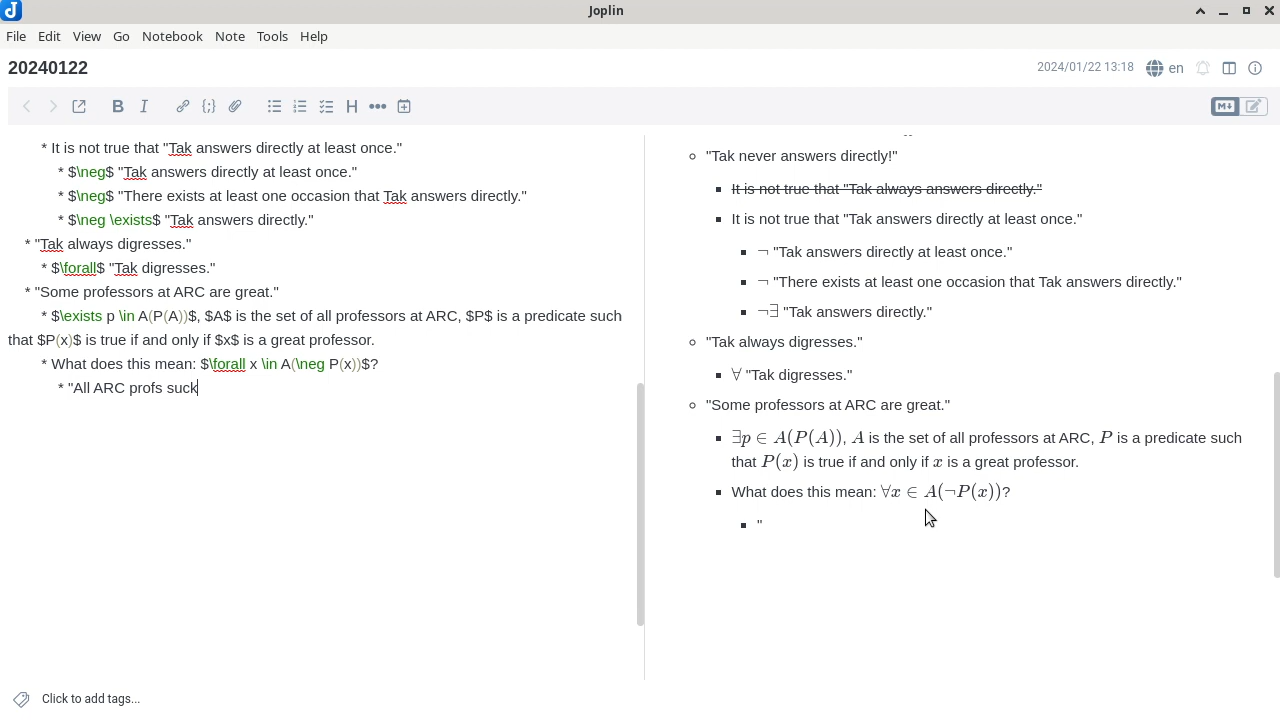 Joplin
File Edit View Go Notebook Note Tools Help
20240122
2024/01/22 13:18 en
* It is not true that "Tak answers directly at least once."
* $\neg$ "Tak answers directly at least once."
* $\neg$ "There exists at least one occasion that Tak answers directly."
* $\neg \exists$ "Tak answers directly."
* "Tak always digresses."
* $\forall$ "Tak digresses."
* "Some professors at ARC are great."
* $\exists p \in A(P(A))$, $A$ is the set of all professors at ARC, $P$ is a predicate such
that $P(x)$ is true if and only if $x$ is a great professor.
* What does this mean: $\forall x \in A(\neg P(x))$?
* "All ARC profs suck
"Tak never answers directly!"
It is not true that "Tak always answers directly."
It is not true that "Tak answers directly at least once."
¬ "Tak answers directly at least once."
¬ "There exists at least one occasion that Tak answers directly."
¬∃ "Tak answers directly."
"Tak always digresses."
∀ "Tak digresses."
"Some professors at ARC are great."
∃p ∈ A(P(A)), A is the set of all professors at ARC, P is a predicate such
that P(x) is true if and only if x is a great professor.
What does this mean: ∀x ∈ A(¬P(x))?
"
Click to add tags...